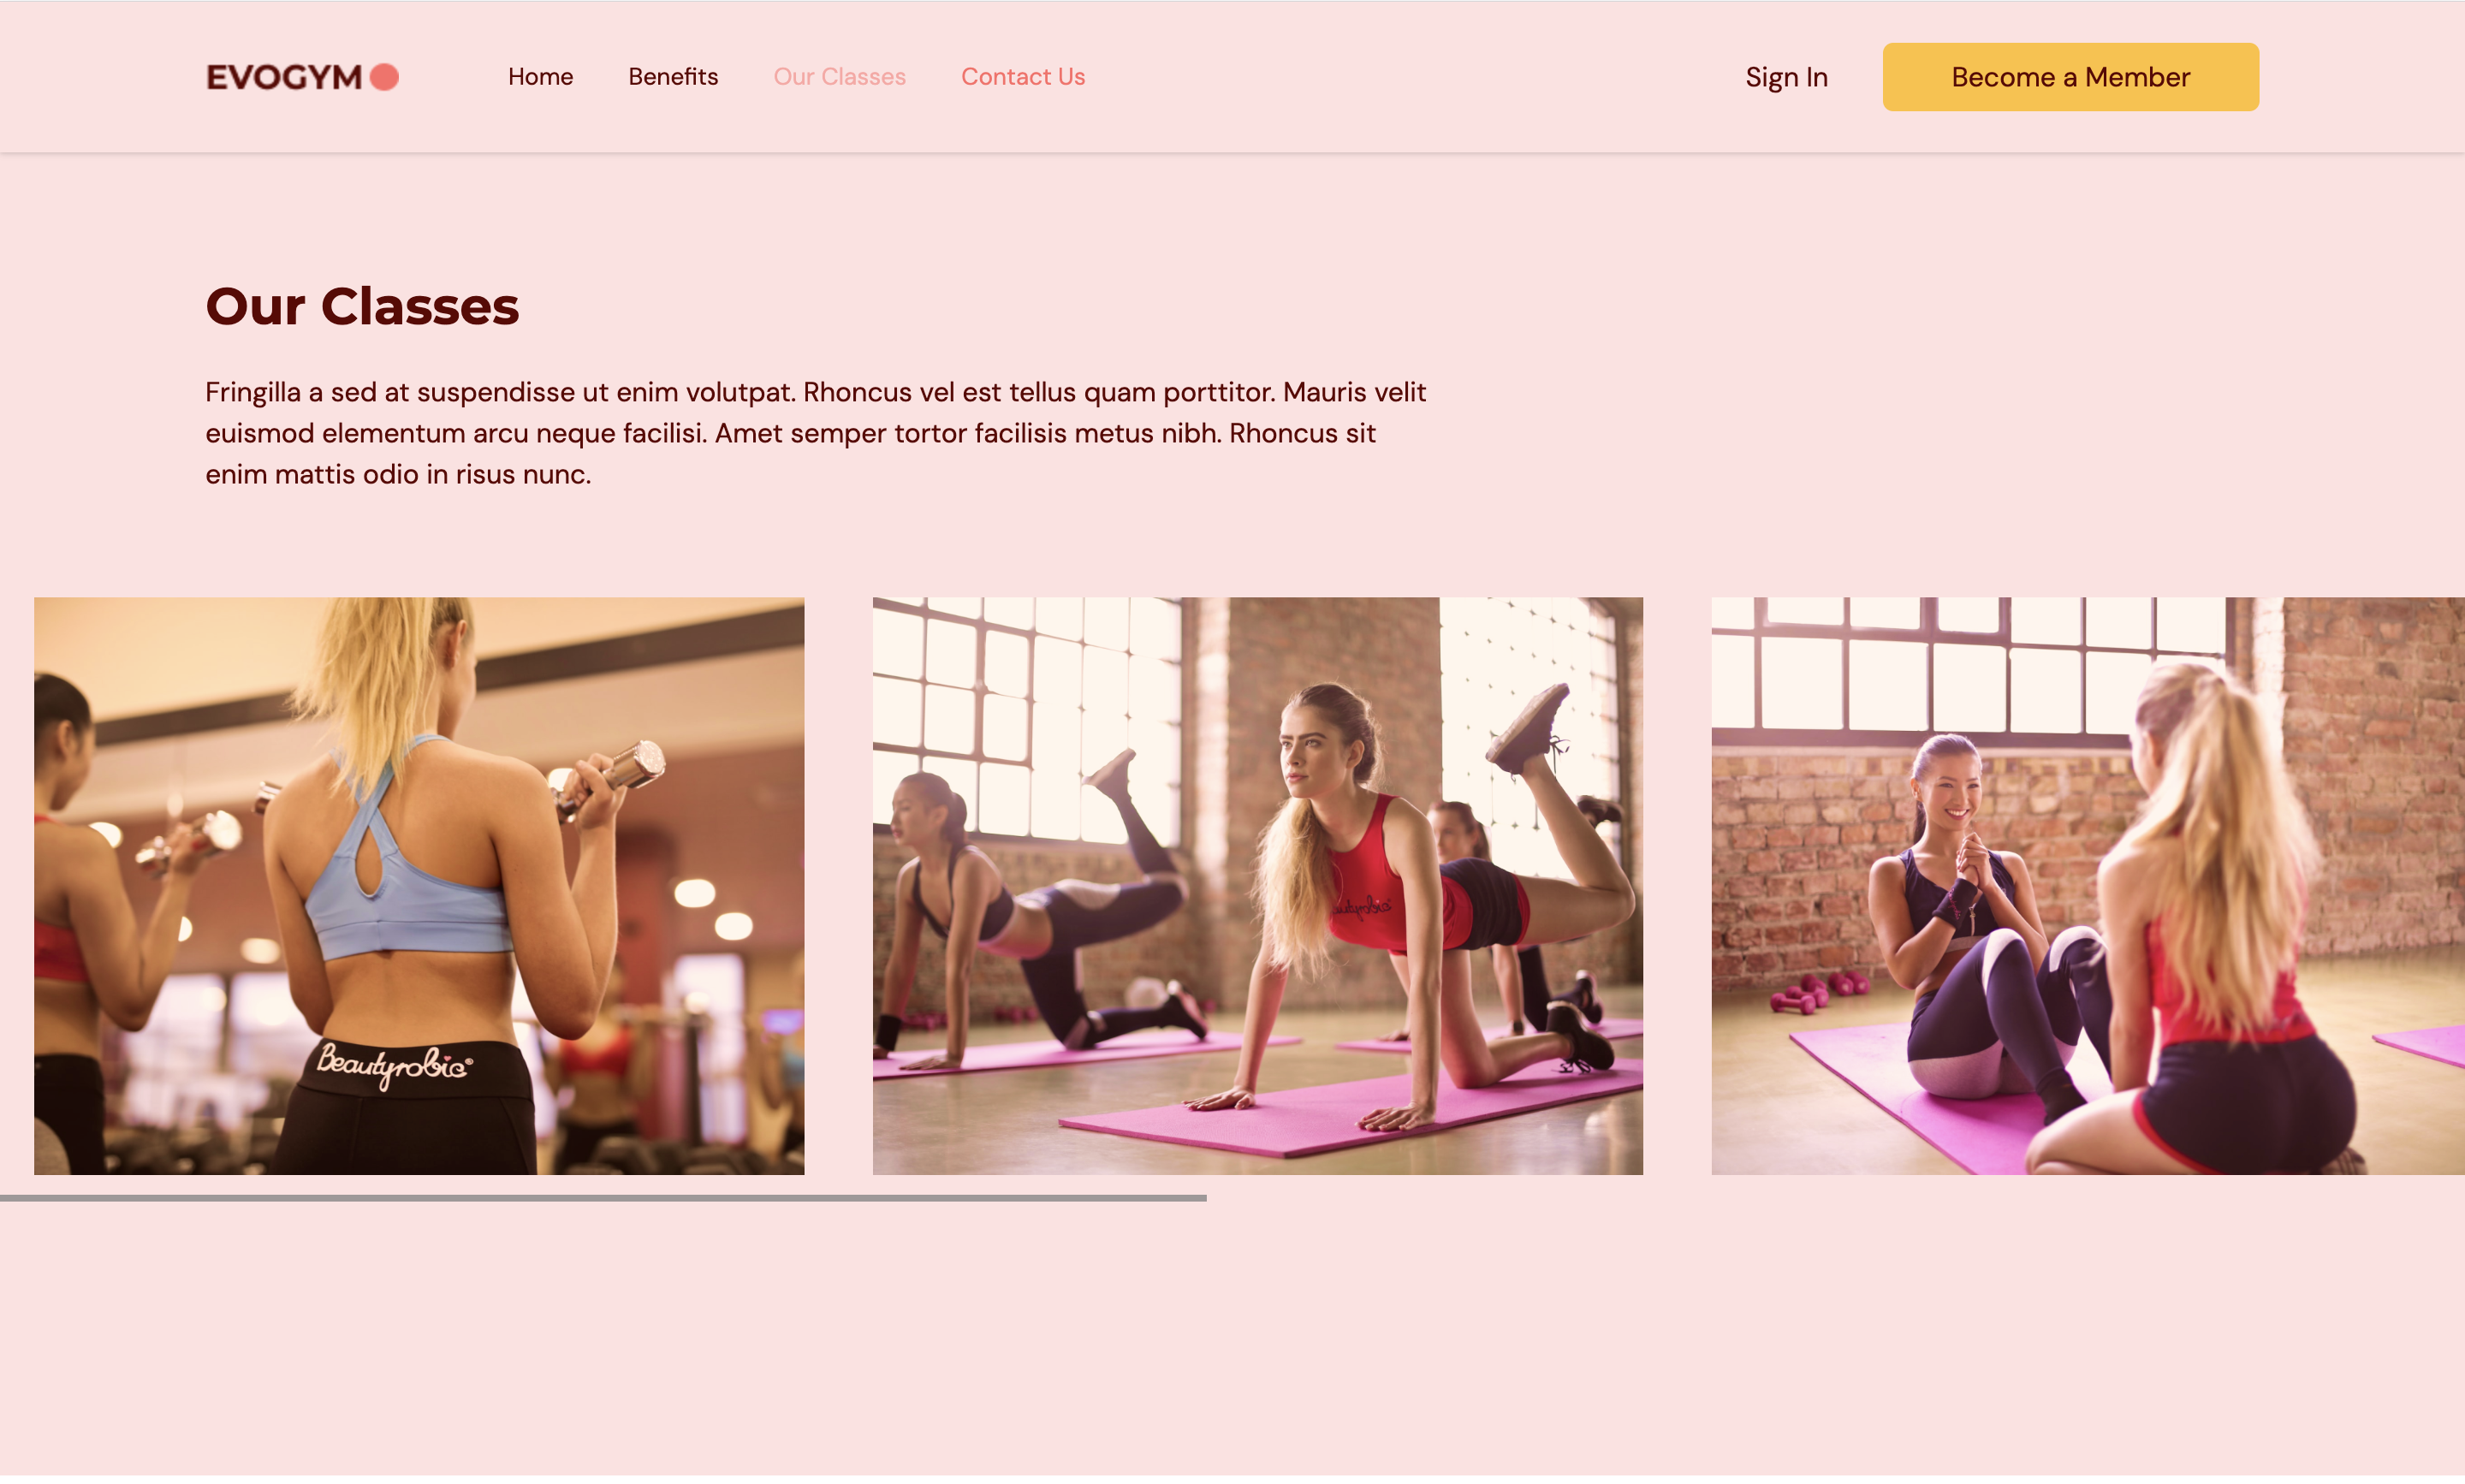 EVOGYM
Home
Benefits
Our Classes
Contact Us
Sign In
Become a Member
Our Classes
Fringilla a sed at suspendisse ut enim volutpat. Rhoncus vel est tellus quam porttitor. Mauris velit
euismod elementum arcu neque facilisi. Amet semper tortor facilisis metus nibh. Rhoncus sit
enim mattis odio in risus nunc.
Beautyrobic®